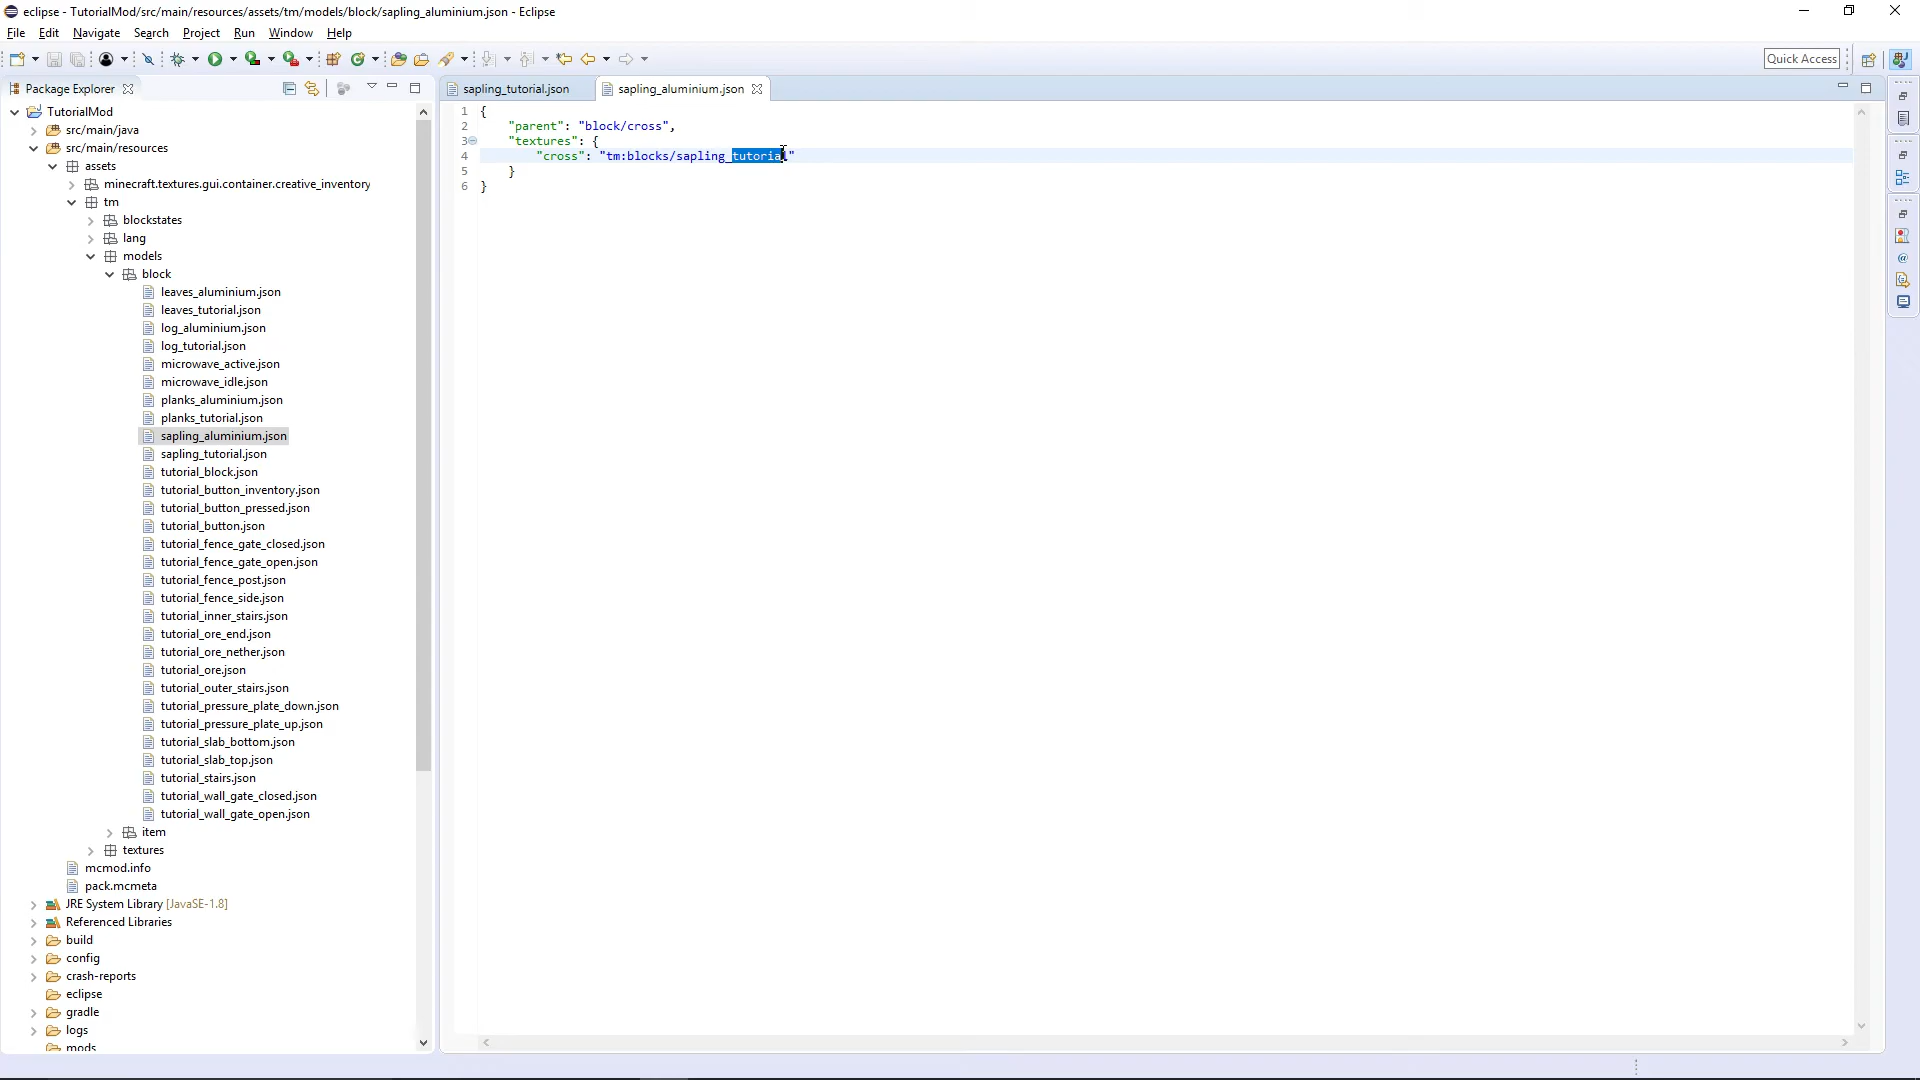 eclipse - TutorialMod/src/main/resources/assets/tm/models/block/sapling_aluminium.json - Eclipse
File Edit Navigate Search Project Run Window Help
Quick Access
Package Explorer
sapling_tutorial.json
sapling_aluminium.json
TutorialMod
src/main/java
src/main/resources
assets
minecraft.textures.gui.container.creative_inventory
tm
blockstates
lang
models
block
leaves_aluminium.json
leaves_tutorial.json
log_aluminium.json
log_tutorial.json
microwave_active.json
microwave_idle.json
planks_aluminium.json
planks_tutorial.json
sapling_aluminium.json
sapling_tutorial.json
tutorial_block.json
tutorial_button_inventory.json
tutorial_button_pressed.json
tutorial_button.json
tutorial_fence_gate_closed.json
tutorial_fence_gate_open.json
tutorial_fence_post.json
tutorial_fence_side.json
tutorial_inner_stairs.json
tutorial_ore_end.json
tutorial_ore_nether.json
tutorial_ore.json
tutorial_outer_stairs.json
tutorial_pressure_plate_down.json
tutorial_pressure_plate_up.json
tutorial_slab_bottom.json
tutorial_slab_top.json
tutorial_stairs.json
tutorial_wall_gate_closed.json
tutorial_wall_gate_open.json
item
textures
mcmod.info
pack.mcmeta
JRE System Library [JavaSE-1.8]
Referenced Libraries
build
config
crash-reports
eclipse
gradle
logs
mods
1 {
2 "parent": "block/cross",
3 "textures": {
4 "cross": "tm:blocks/sapling_tutorial"
5 }
6 }